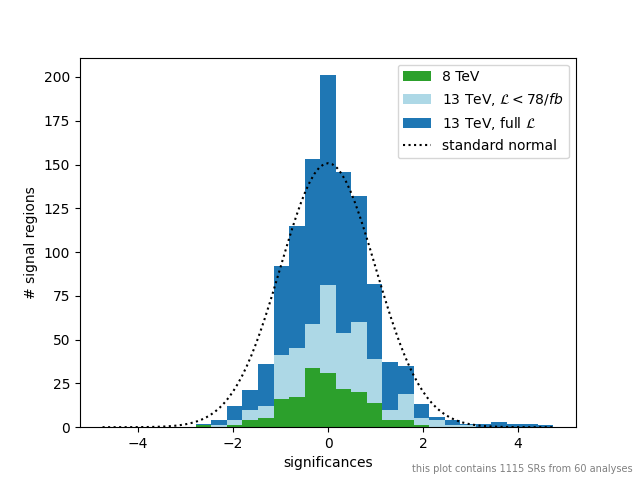 200
175
150
125
100
75
50
25
0
# signal regions
8 TeV
13 TeV, ℒ < 78/fb
13 TeV, full ℒ
standard normal
−4 −2 0 2 4
significances
this plot contains 1115 SRs from 60 analyses